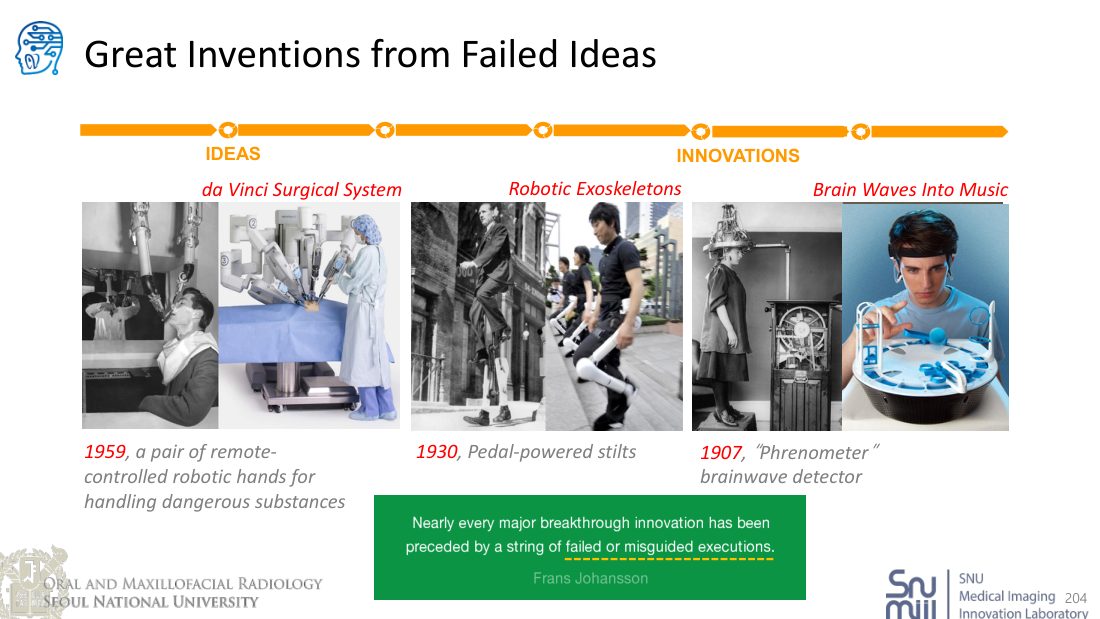 Great Inventions from Failed Ideas
IDEAS
INNOVATIONS
da Vinci Surgical System
Robotic Exoskeletons
Brain Waves Into Music
1959, a pair of remote-
controlled robotic hands for
handling dangerous substances
1930, Pedal-powered stilts
1907, “Phrenometer”
brainwave detector
Nearly every major breakthrough innovation has been
preceded by a string of failed or misguided executions.
Frans Johansson
ORAL AND MAXILLOFACIAL RADIOLOGY
SEOUL NATIONAL UNIVERSITY
SNU
Medical Imaging
Innovation Laboratory
204